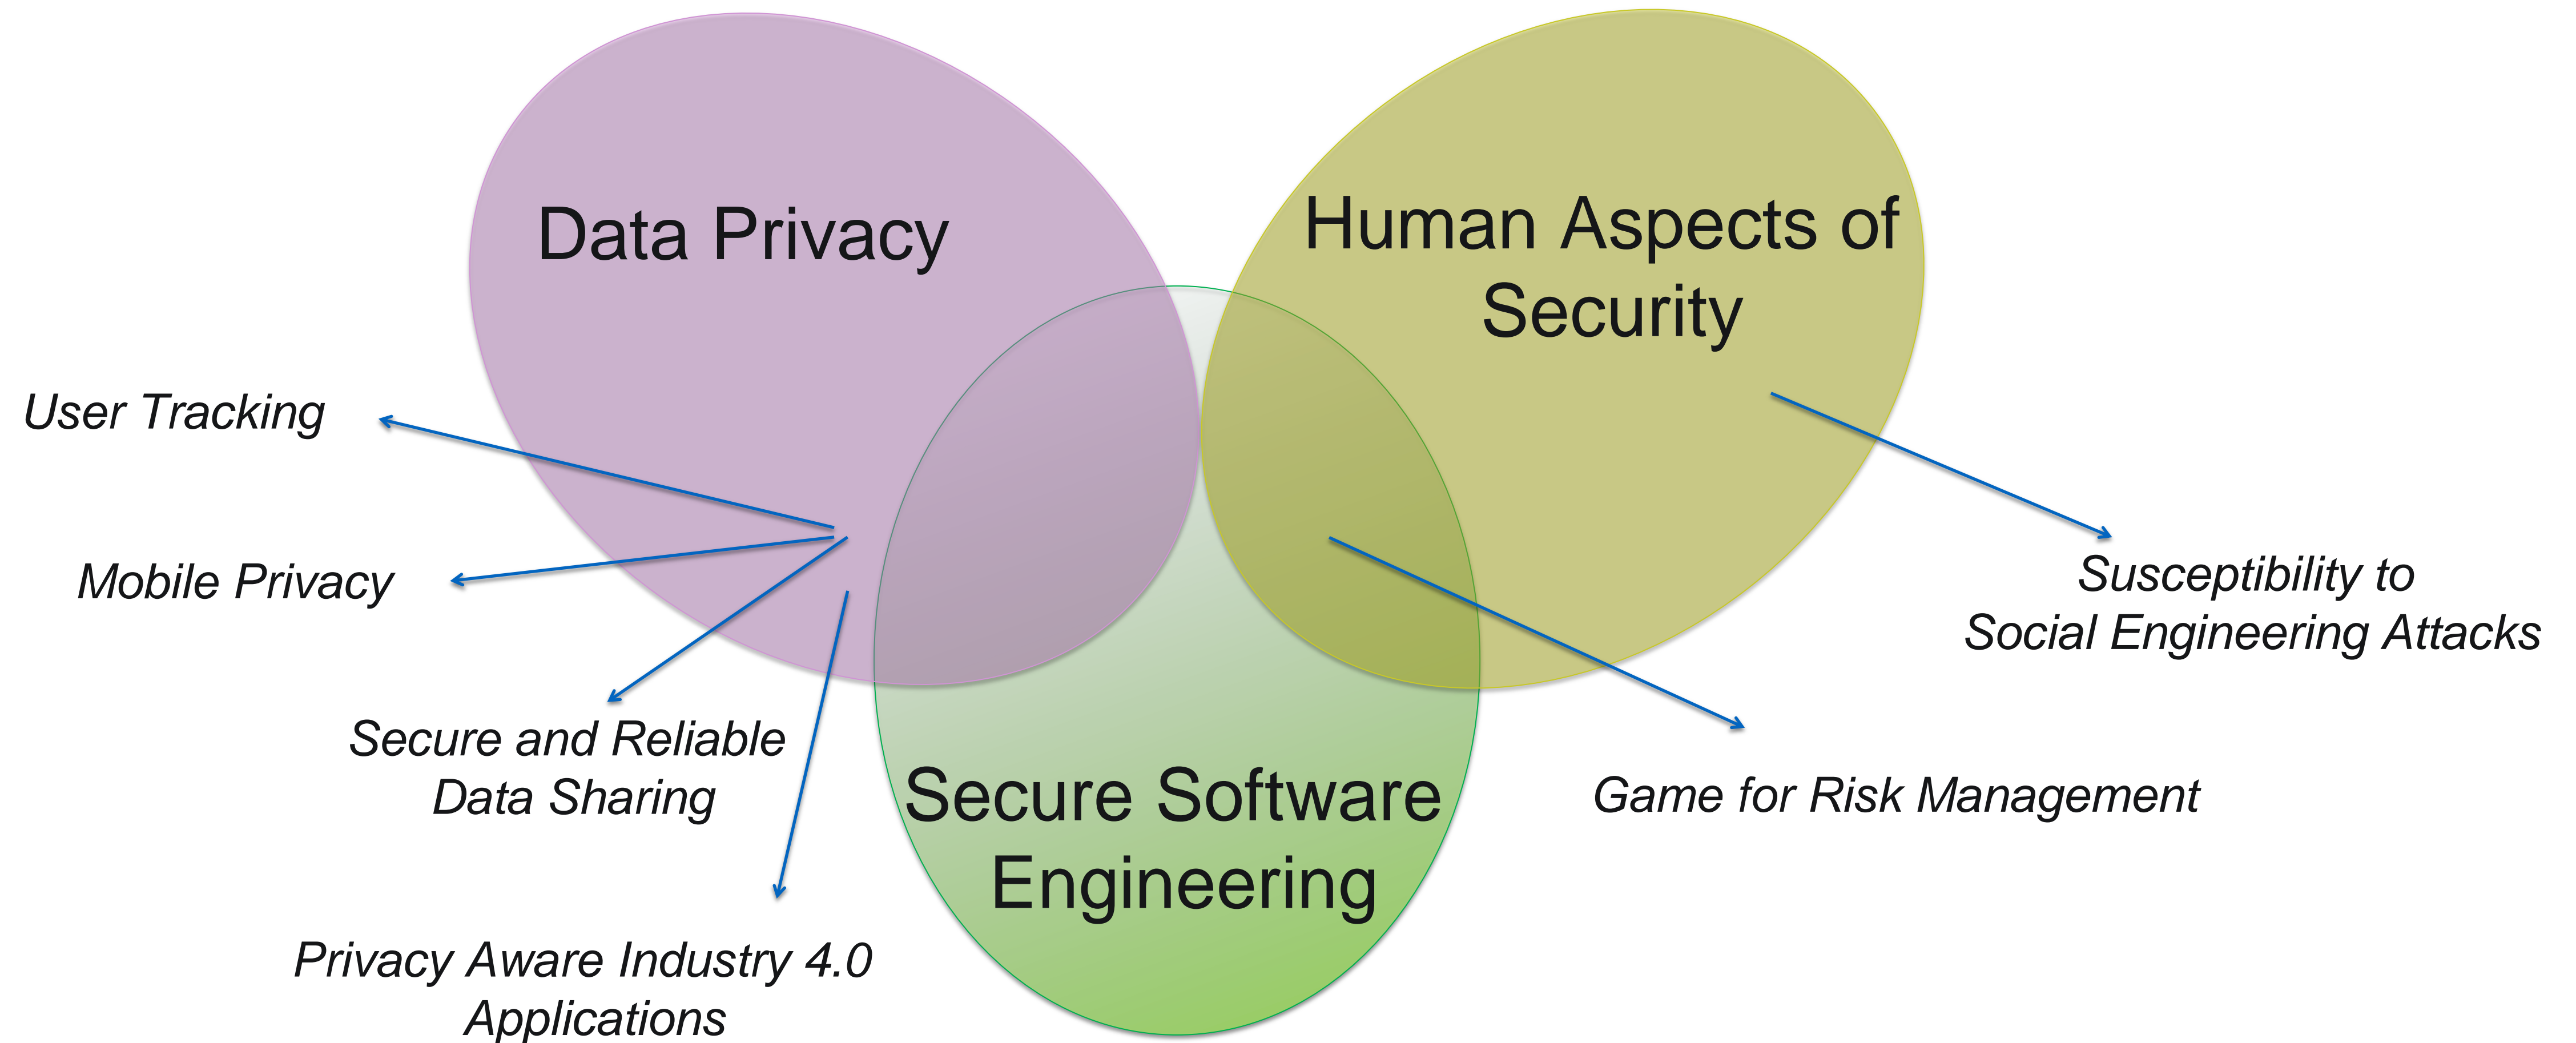 Data Privacy
Human Aspects of
Security
User Tracking
Mobile Privacy
Secure and Reliable
Data Sharing
Privacy Aware Industry 4.0
Applications
Secure Software
Engineering
Susceptibility to
Social Engineering Attacks
Game for Risk Management